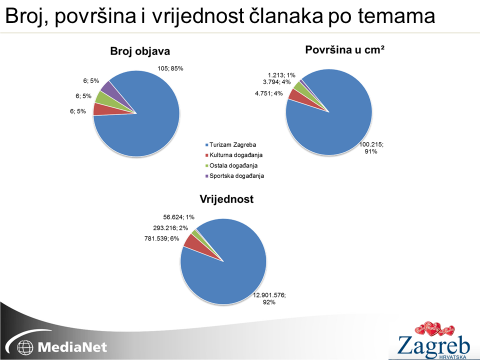 Broj, površina i vrijednost članaka po temama
Broj objava
105; 85%
6; 5%
6; 5%
6; 5%
Površina u cm²
1.213; 1%
3.794; 4%
4.751; 4%
100.215;
91%
Turizam Zagreba
Kulturna događanja
Ostala događanja
Sportska događanja
Vrijednost
56.624; 1%
293.216; 2%
781.539; 6%
12.901.576;
92%
MediaNet
Zagreb
HRVATSKA